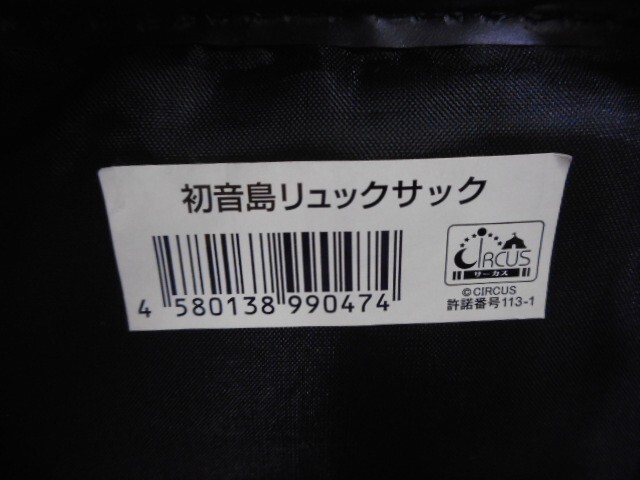 初音島リュックサック
4 580138 990474
CIRCUS
サーカス
©CIRCUS
許諾番号113-1